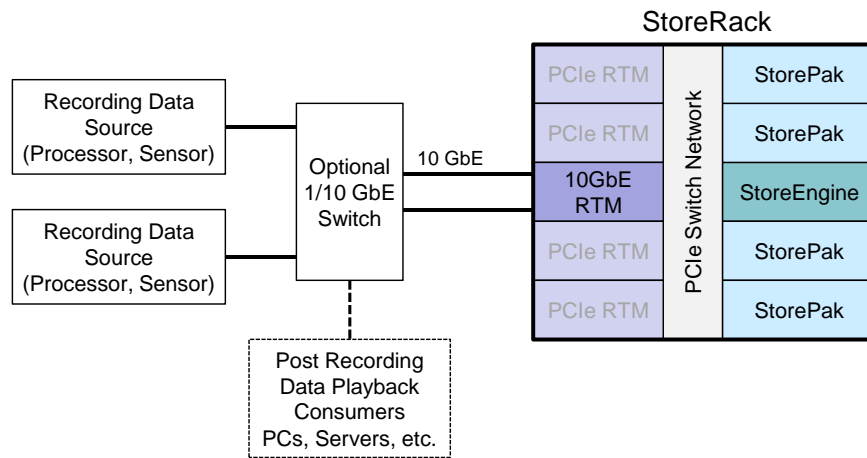 StoreRack
Recording Data
Source
(Processor, Sensor)
Recording Data
Source
(Processor, Sensor)
Optional
1/10 GbE
Switch
10 GbE
Post Recording
Data Playback
Consumers
PCs, Servers, etc.
PCIe RTM
PCIe RTM
10GbE
RTM
PCIe RTM
PCIe RTM
PCIe Switch Network
StorePak
StorePak
StoreEngine
StorePak
StorePak